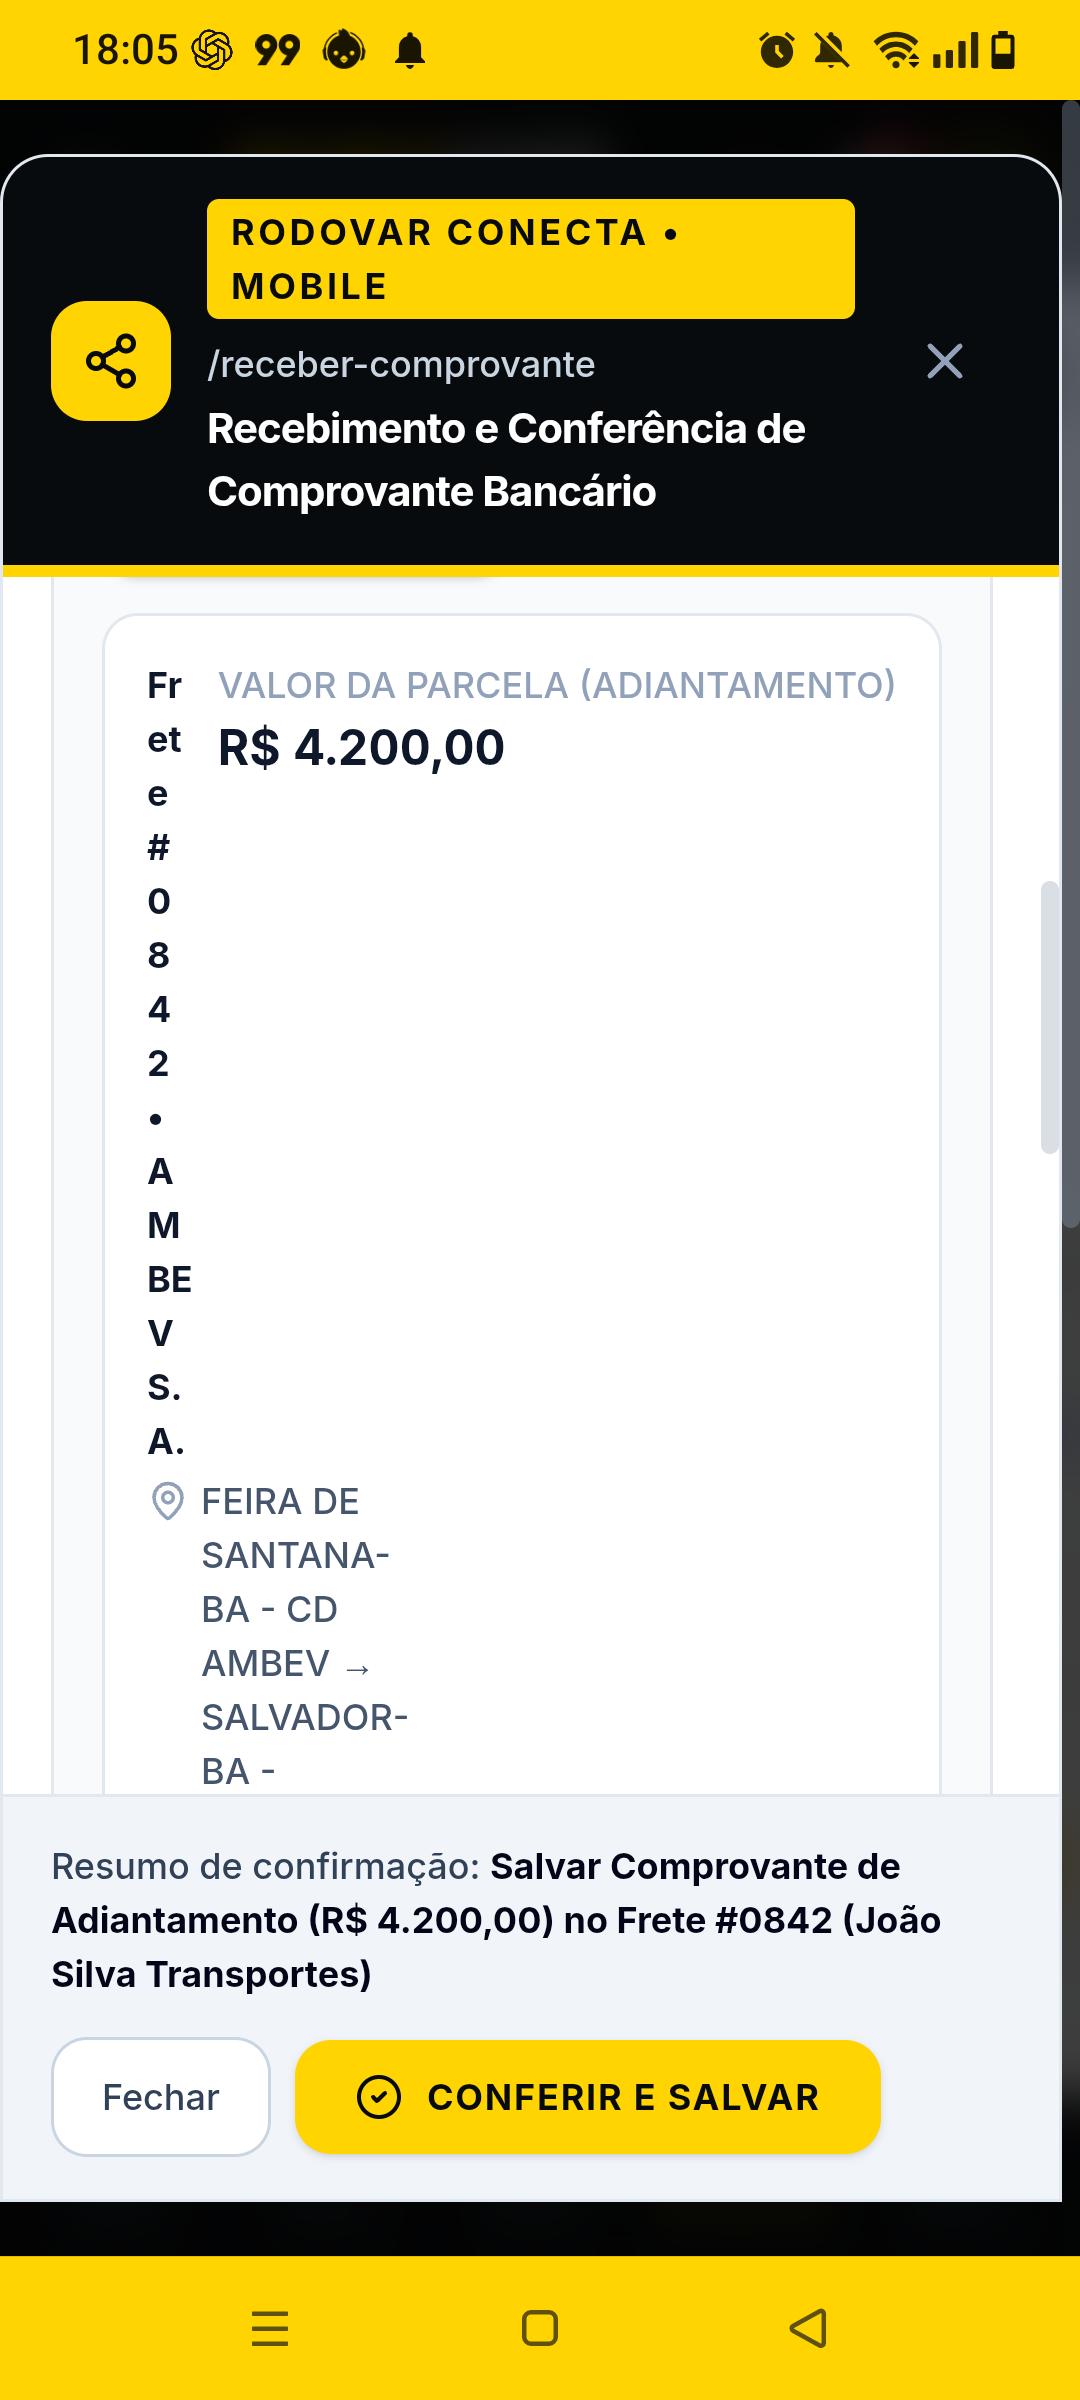 18:05
99
RODOVAR CONECTA •
MOBILE
/receber-comprovante
Recebimento e Conferência de
Comprovante Bancário
Fr
et
e
#
0
8
4
2
•
A
M
BE
V
S.
A.
VALOR DA PARCELA (ADIANTAMENTO)
R$ 4.200,00
FEIRA DE
SANTANA-
BA - CD
AMBEV →
SALVADOR-
BA -
Resumo de confirmação: Salvar Comprovante de
Adiantamento (R$ 4.200,00) no Frete #0842 (João
Silva Transportes)
Fechar
CONFERIR E SALVAR